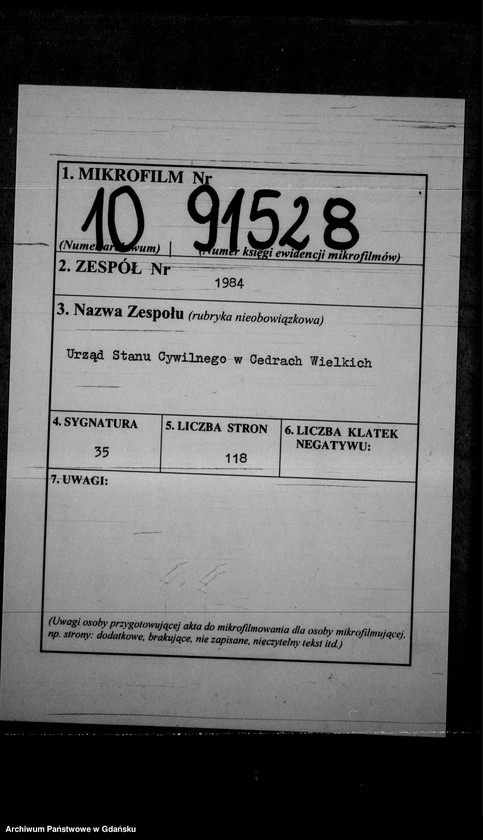 1. MIKROFILM Nr
10 91528
(Numer archiwum) | (Numer księgi ewidencji mikrofilmów)
2. ZESPÓŁ Nr
1984
3. Nazwa Zespołu (rubryka nieobowiązkowa)
Urząd Stanu Cywilnego w Cedrach Wielkich
4. SYGNATURA
35
5. LICZBA STRON
118
6. LICZBA KLATEK
NEGATYWU:
7. UWAGI:
(Uwagi osoby przygotowującej akta do mikrofilmowania dla osoby mikrofilmującej,
np. strony: dodatkowe, brakujące, nie zapisane, nieczytelny tekst itd.)
Archiwum Państwowe w Gdańsku